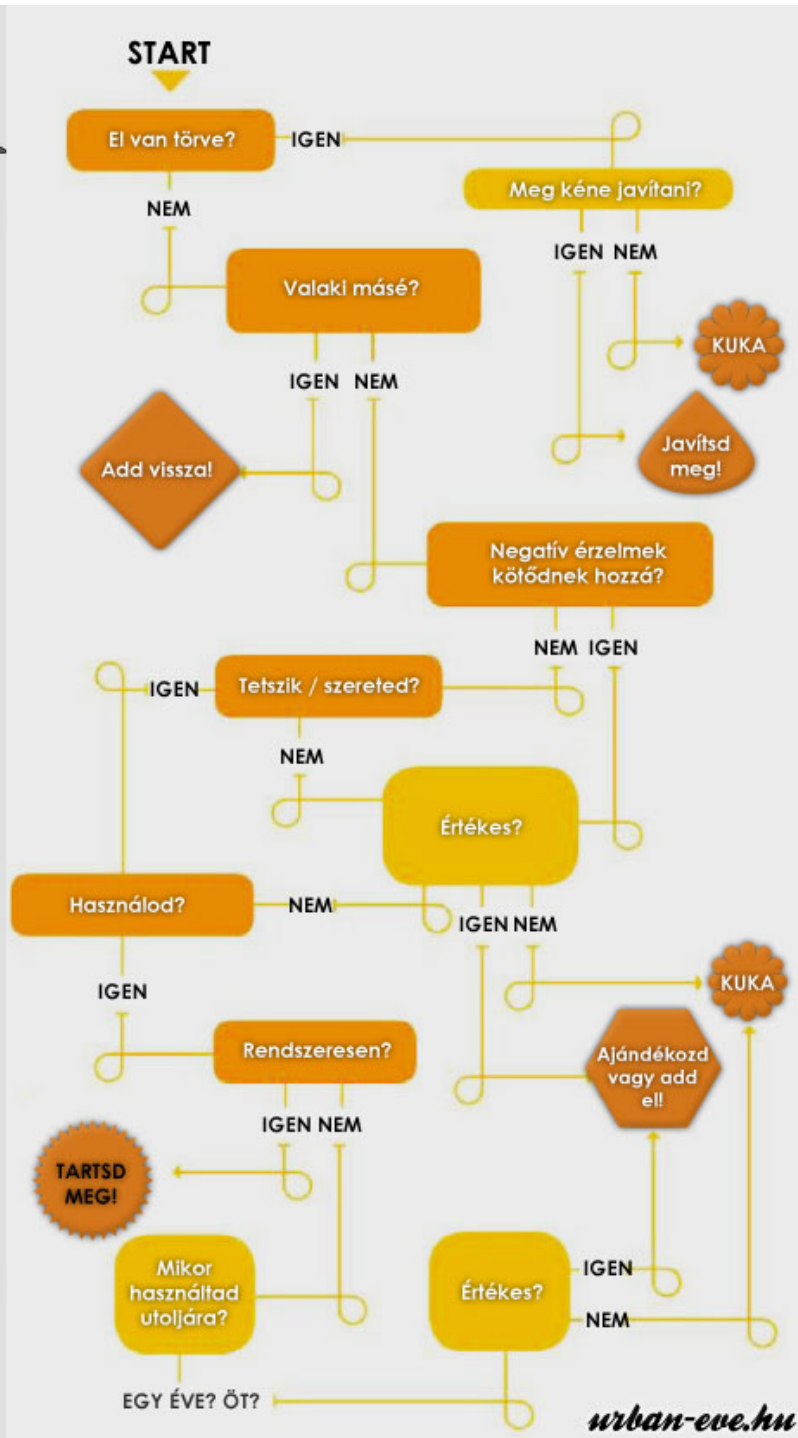 START
El van törve?
IGEN
Meg kéne javítani?
NEM
IGEN NEM
Valaki másé?
KUKA
IGEN NEM
Add vissza!
Javítsd
meg!
Negatív érzelmek
kötődnek hozzá?
NEM IGEN
IGEN
Tetszik / szereted?
NEM
Értékes?
Használod?
NEM
IGEN NEM
KUKA
IGEN
Rendszeresen?
Ajándékozd
vagy add
el!
IGEN NEM
TARTSD
MEG!
Mikor
használtad
utoljára?
Értékes?
IGEN
NEM
EGY ÉVE? ÖT?
urban-eve.hu